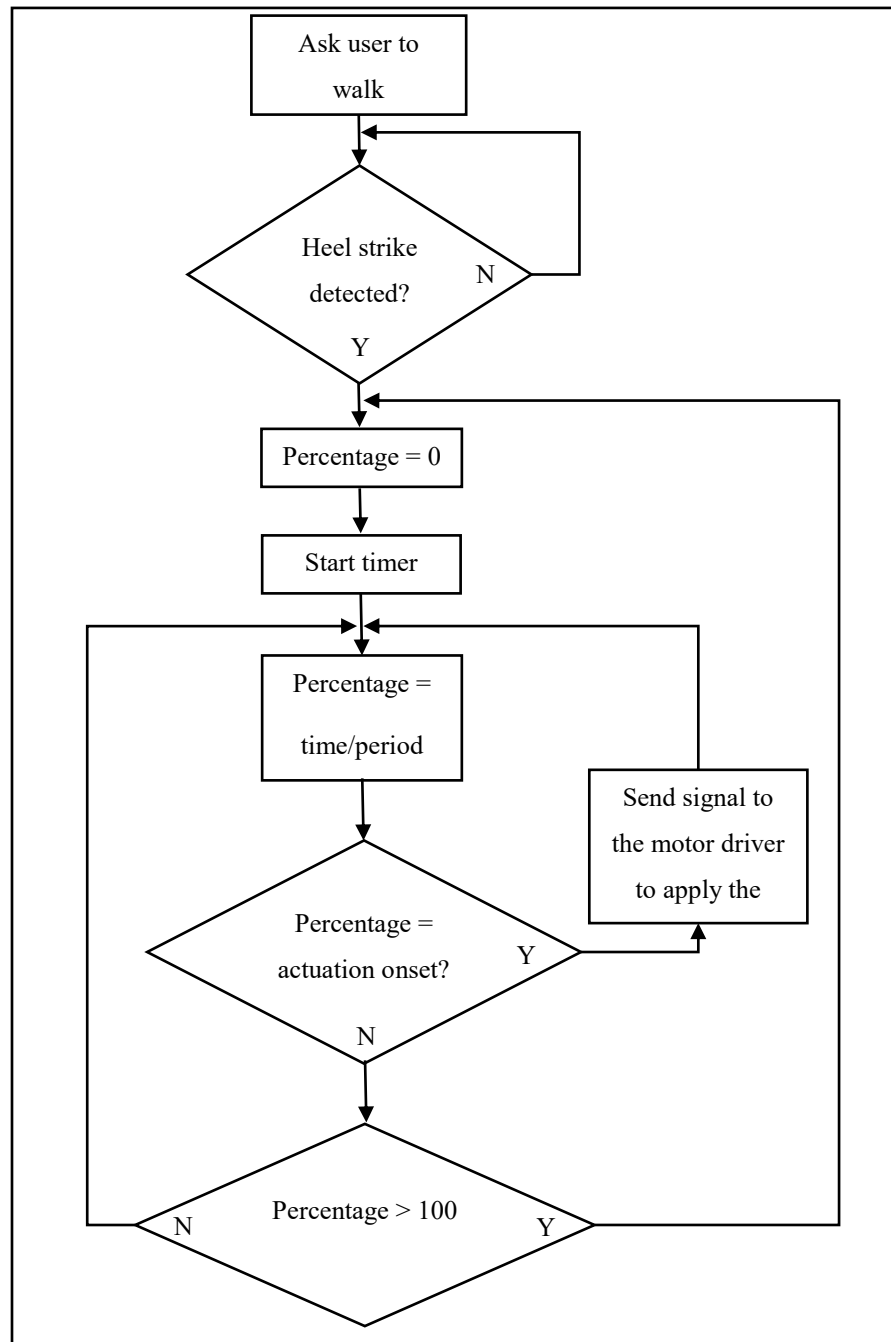 Ask user to
walk
Heel strike
detected?
N
Y
Percentage = 0
Start timer
Percentage =
time/period
Send signal to
the motor driver
to apply the
Percentage =
actuation onset?
Y
N
Percentage > 100
N
Y